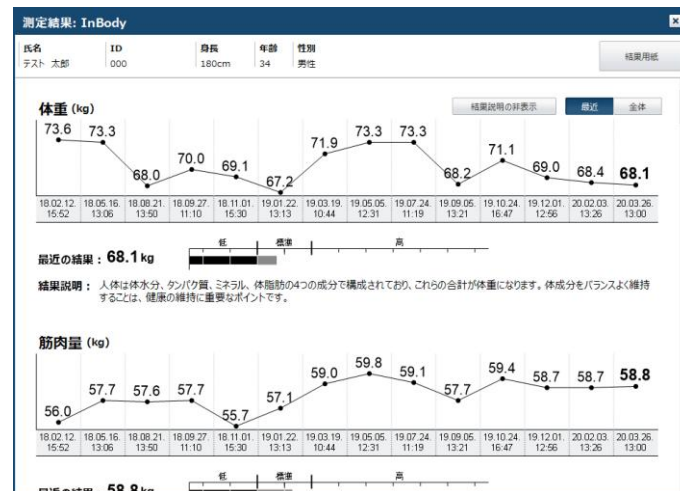 測定結果: InBody
氏名 ID 身長 年齢 性別
テスト 太郎 000 180cm 34 男性
結果用紙
体重 (kg)
結果説明の非表示 最近 全体
73.6 73.3 68.0 70.0 69.1 67.2 71.9 73.3 73.3 68.2 71.1 69.0 68.4 68.1
18.02.12. 18.05.16. 18.08.21. 18.09.27. 18.11.01. 19.01.22. 19.03.19. 19.05.05. 19.07.24. 19.09.05. 19.10.24. 19.12.01. 20.02.03. 20.03.26.
15:52 13:06 13:50 11:10 15:30 13:13 10:44 12:31 11:19 13:21 16:47 12:56 13:26 13:00
低 標準 高
最近の結果 : 68.1 kg
結果説明 : 人体は体水分、タンパク質、ミネラル、体脂肪の4つの成分で構成されており、これらの合計が体重になります。体成分をバランスよく維持
することは、健康の維持に重要なポイントです。
筋肉量 (kg)
56.0 57.7 57.6 57.7 55.7 57.1 59.0 59.8 59.1 57.7 59.4 58.7 58.7 58.8
18.02.12. 18.05.16. 18.08.21. 18.09.27. 18.11.01. 19.01.22. 19.03.19. 19.05.05. 19.07.24. 19.09.05. 19.10.24. 19.12.01. 20.02.03. 20.03.26.
15:52 13:06 13:50 11:10 15:30 13:13 10:44 12:31 11:19 13:21 16:47 12:56 13:26 13:00
低 標準 高
最近の結果 : 58.8 kg